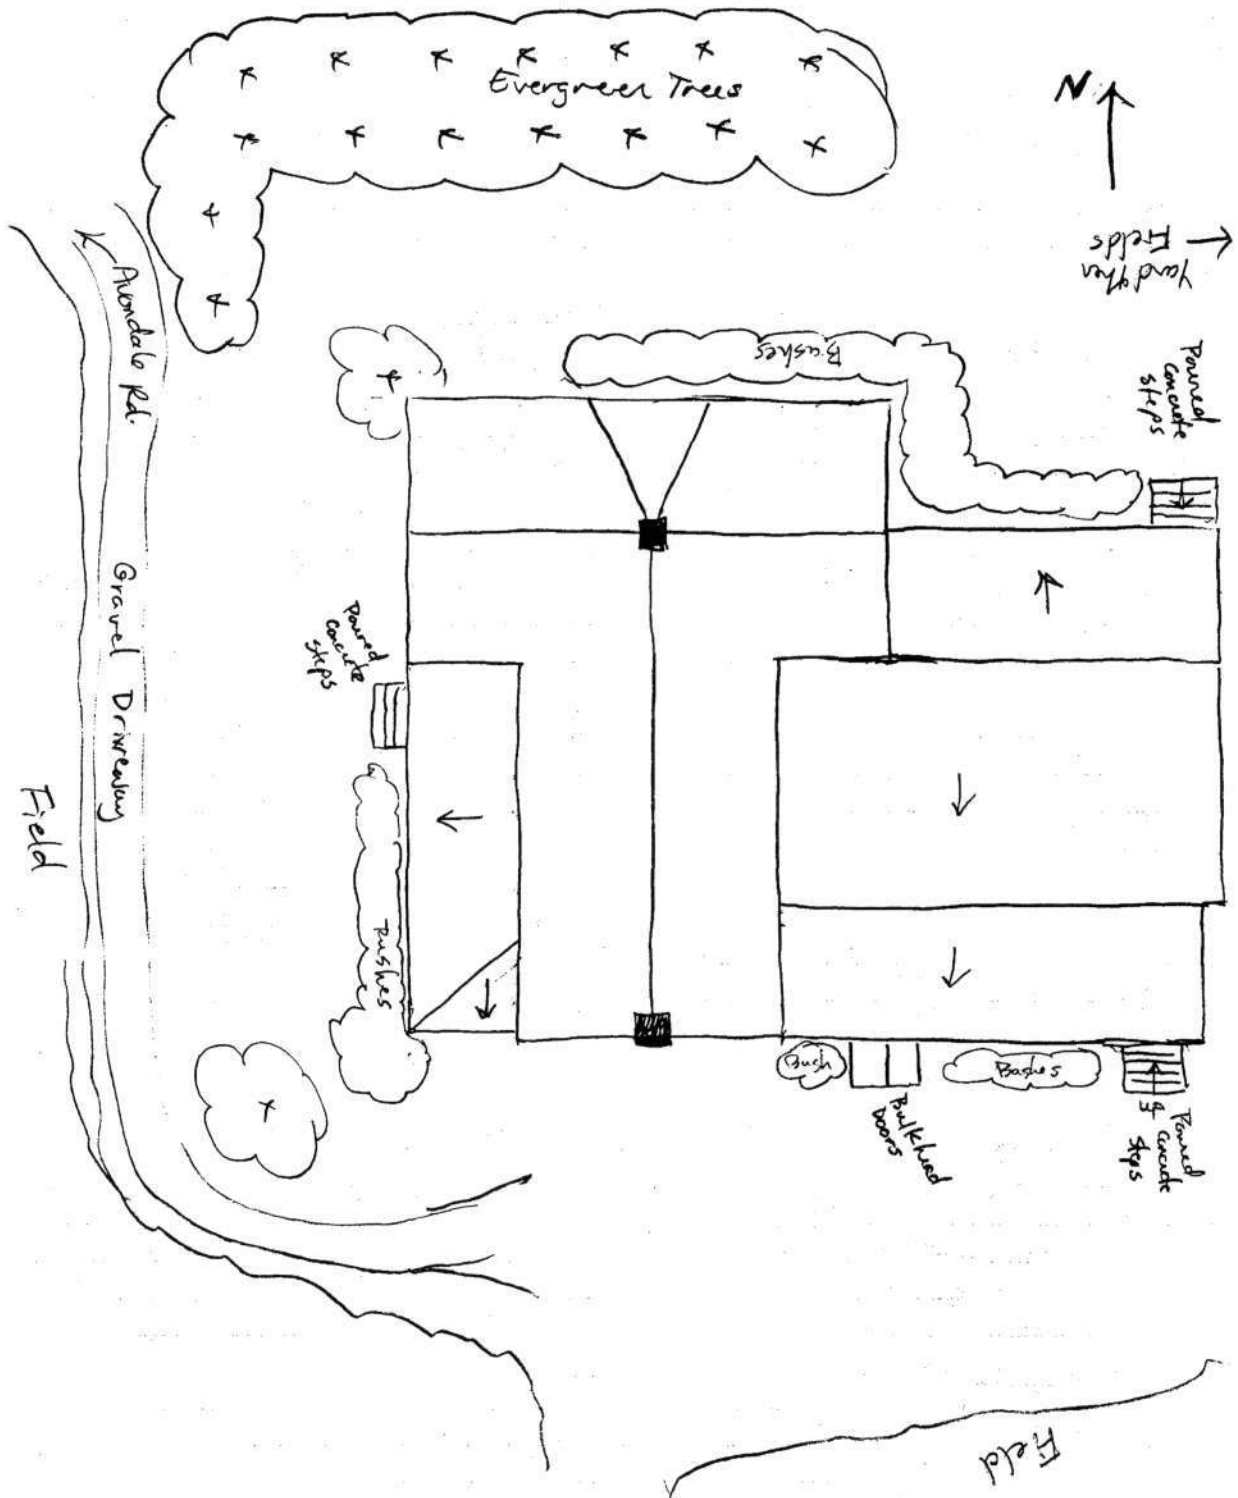 Evergreen Trees
N
Yard then
Fields
Avondale Rd.
Bushes
Poured
concrete
steps
Gravel Driveway
Poured
concrete
steps
Field
Bushes
Bush
Bushes
Bulkhead
Doors
Poured
concrete
steps
Field